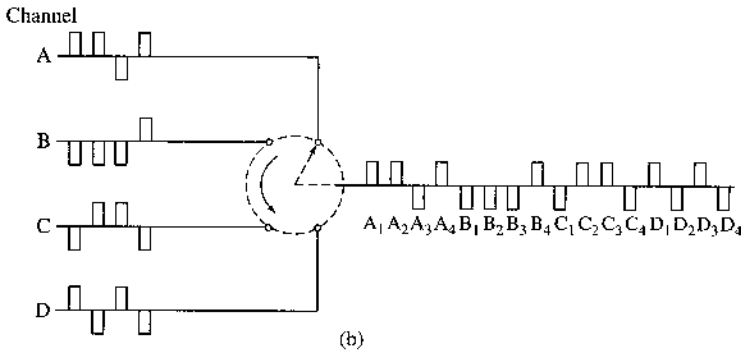 Channel
A
B
C
D
A₁ A₂ A₃ A₄ B₁ B₂ B₃ B₄ C₁ C₂ C₃ C₄ D₁ D₂ D₃ D₄
(b)